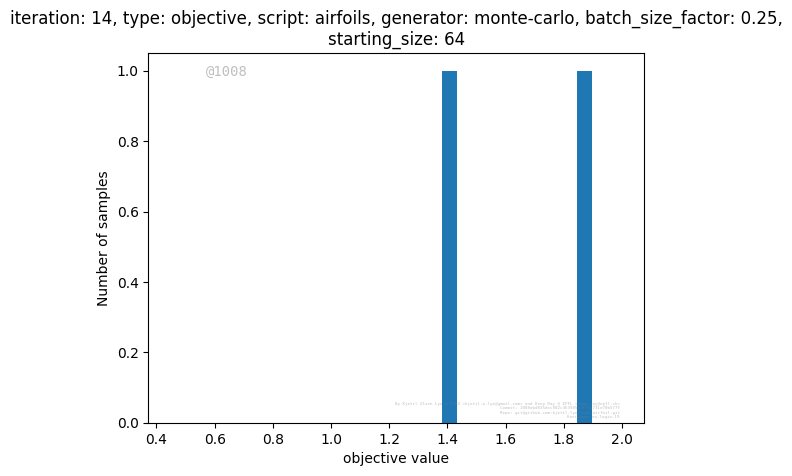 iteration: 14, type: objective, script: airfoils, generator: monte-carlo, batch_size_factor: 0.25,
starting_size: 64
@1008
1.0
0.8
0.6
0.4
0.2
0.0
Number of samples
0.4 0.6 0.8 1.0 1.2 1.4 1.6 1.8 2.0
objective value